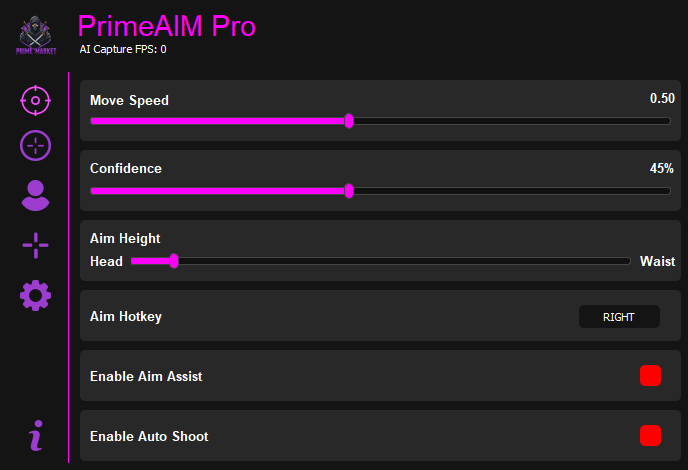 PrimeAIM Pro
PRIME MARKET
AI Capture FPS: 0
Move Speed 0.50
Confidence 45%
Aim Height
Head Waist
Aim Hotkey RIGHT
Enable Aim Assist
Enable Auto Shoot